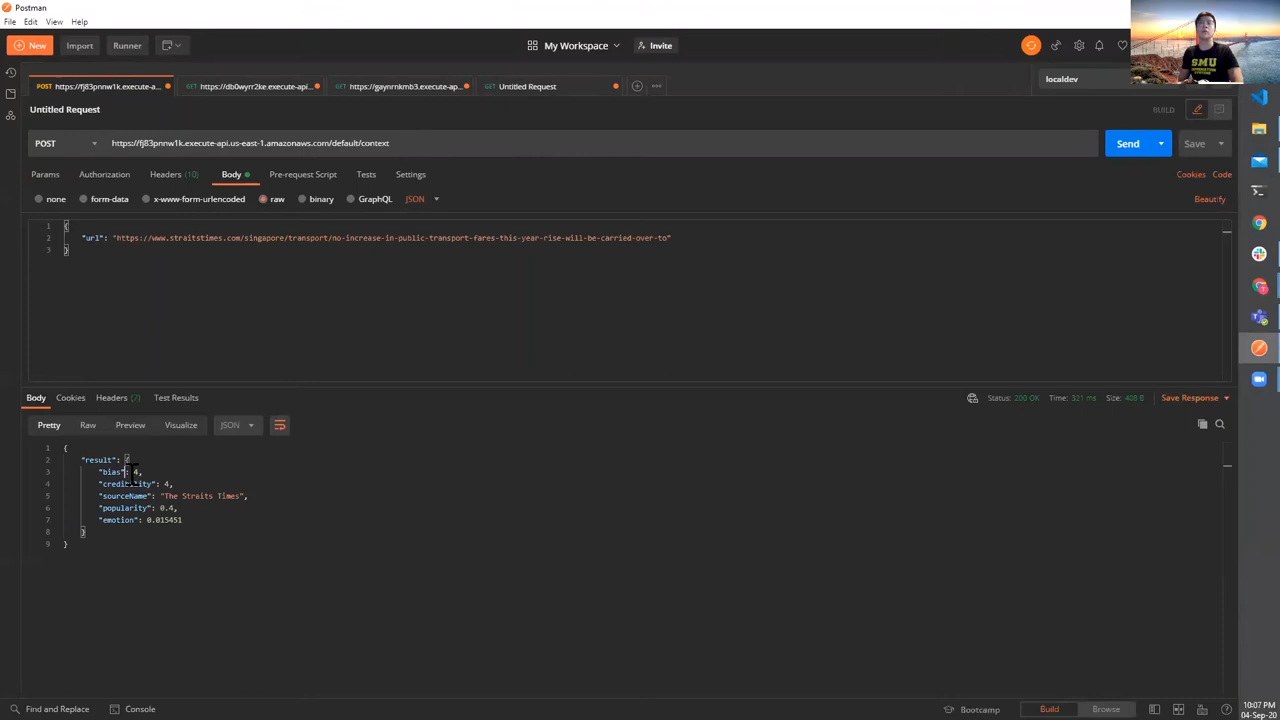 Postman
File Edit View Help
New Import Runner My Workspace Invite
POST https://fj83pnnw1k.execute-a... GET https://db0wyrr2ke.execute-api... GET https://gaynrnkmb3.execute-ap... GET Untitled Request localdev
SMU
INFORMATION
SYSTEMS
Untitled Request BUILD
POST https://fj83pnnw1k.execute-api.us-east-1.amazonaws.com/default/context Send Save
Params Authorization Headers (10) Body Pre-request Script Tests Settings Cookies Code
none form-data x-www-form-urlencoded raw binary GraphQL JSON Beautify
1 {
2 "url": "https://www.straitstimes.com/singapore/transport/no-increase-in-public-transport-fares-this-year-rise-will-be-carried-over-to"
3 }
Body Cookies Headers (7) Test Results Status: 200 OK Time: 321 ms Size: 408 B Save Response
Pretty Raw Preview Visualize JSON
1 {
2 "result": {
3 "bias": 4,
4 "credibility": 4,
5 "sourceName": "The Straits Times",
6 "popularity": 0.4,
7 "emotion": 0.015451
8 }
9 }
Find and Replace Console Bootcamp Build Browse
10:07 PM
04-Sep-20